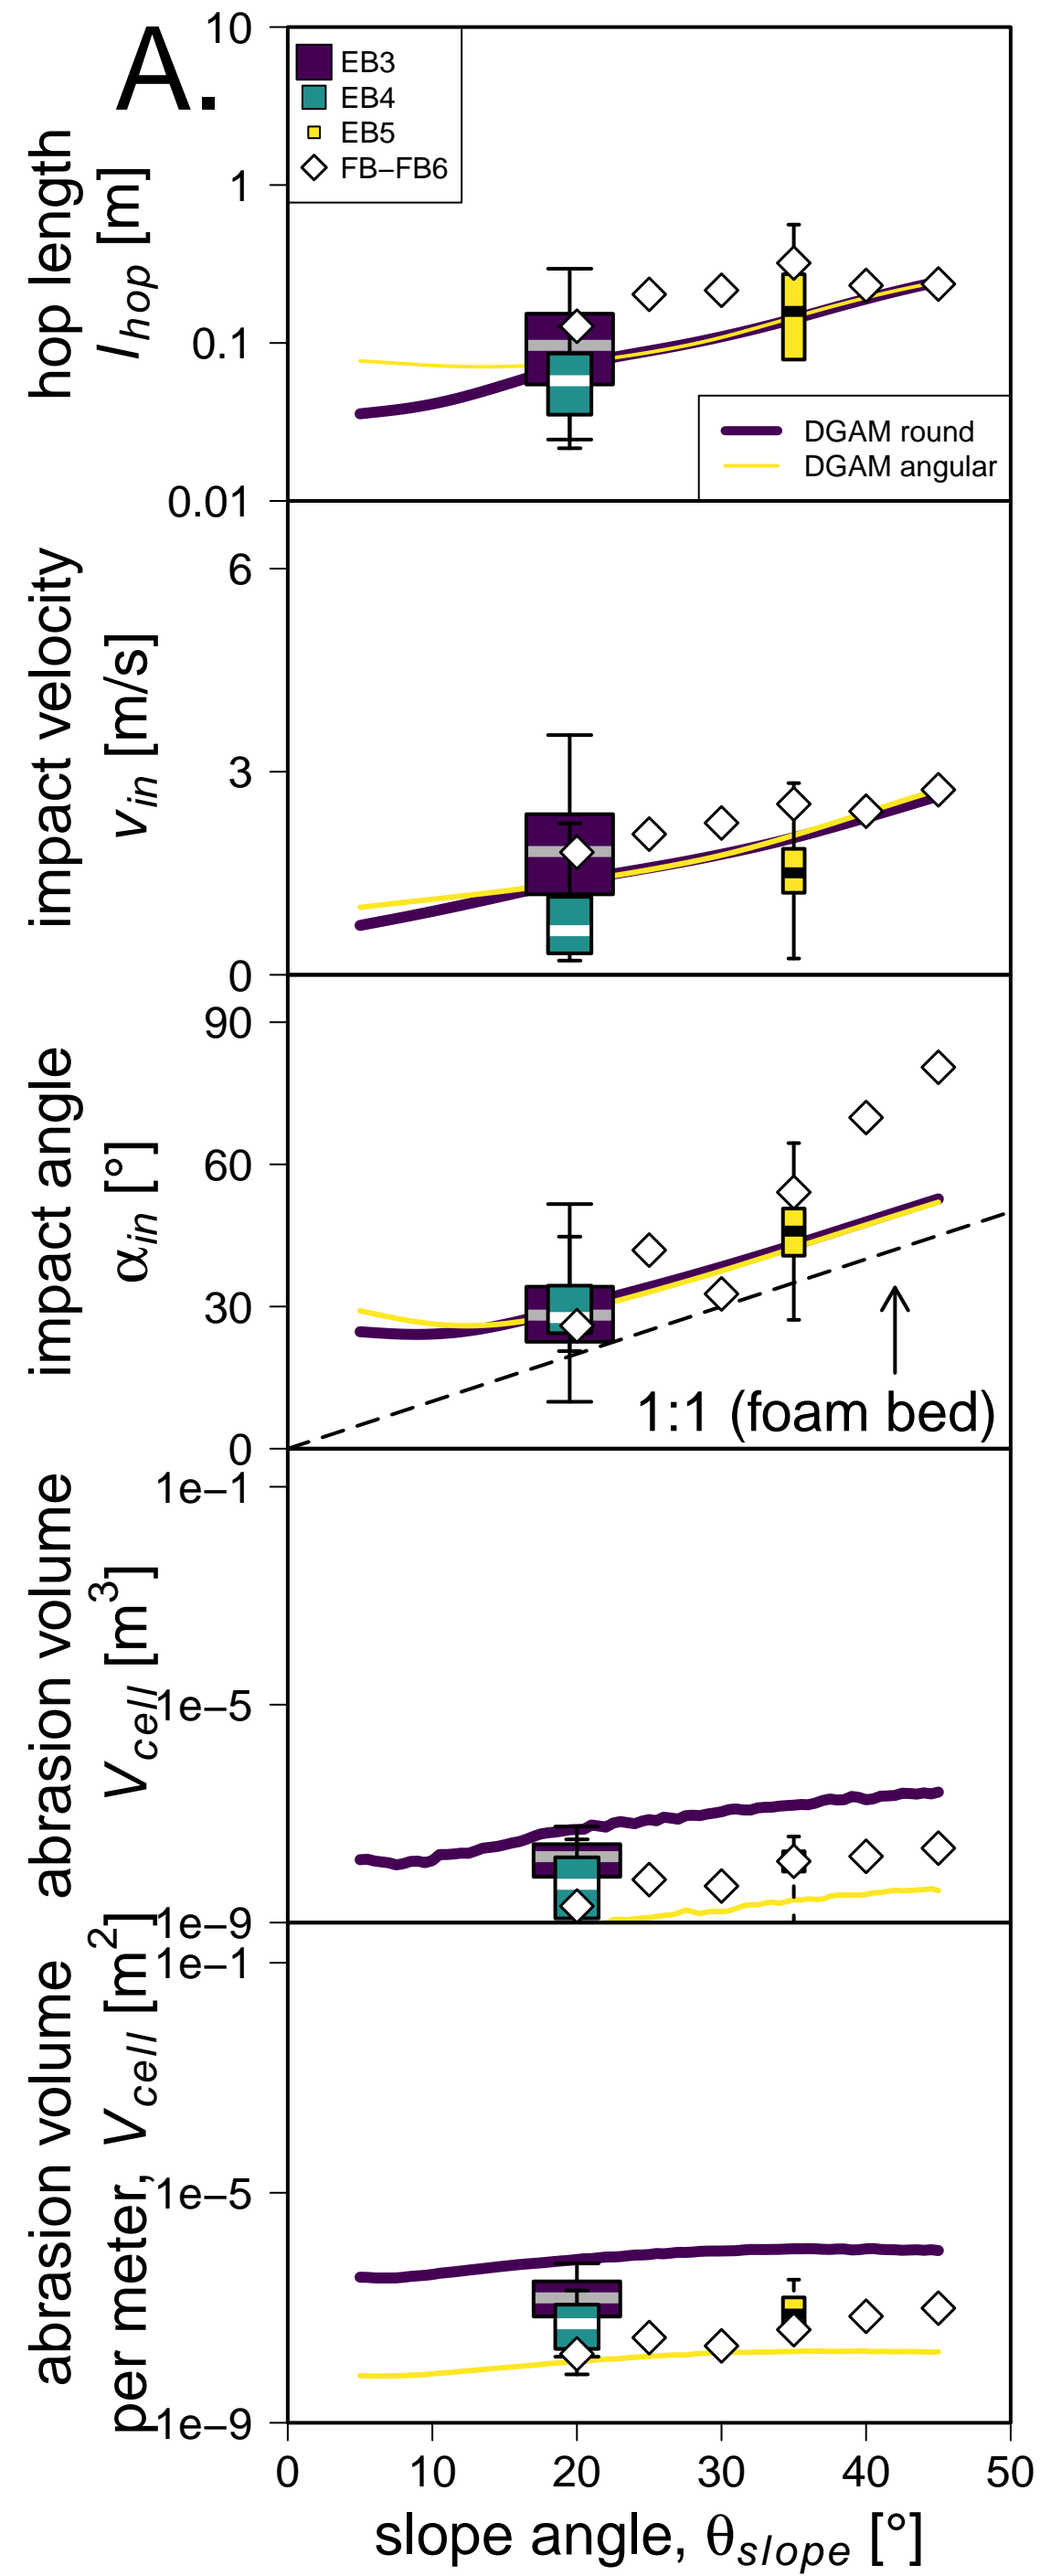 A.
hop length
l_hop [m]
10
1
0.1
0.01
EB3
EB4
EB5
FB–FB6
DGAM round
DGAM angular
impact velocity
v_in [m/s]
6
3
0
impact angle
α_in [°]
90
60
30
0
1:1 (foam bed)
abrasion volume
V_cell [m³]
1e−1
1e−5
1e−9
abrasion volume
per meter, V_cell [m²]
1e−1
1e−5
1e−9
0 10 20 30 40 50
slope angle, θ_slope [°]